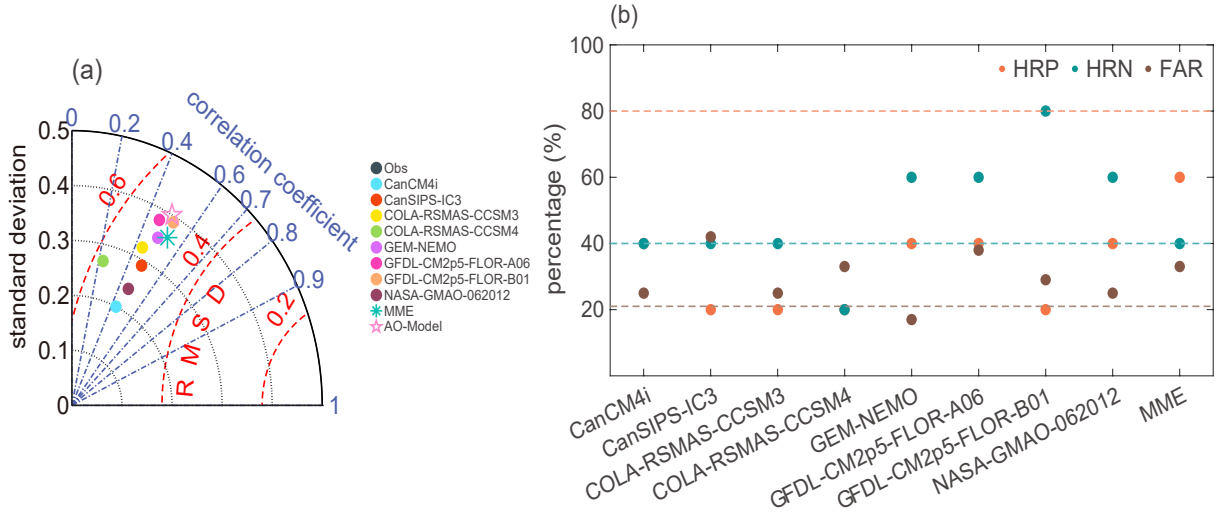 (a)
standard deviation
0.5
0.4
0.3
0.2
0.1
0
0
0.2
0.4
0.6
0.7
0.8
0.9
1
correlation coefficient
0.6
0.4
0.2
RMSD
Obs
CanCM4i
CanSIPS-IC3
COLA-RSMAS-CCSM3
COLA-RSMAS-CCSM4
GEM-NEMO
GFDL-CM2p5-FLOR-A06
GFDL-CM2p5-FLOR-B01
NASA-GMAO-062012
MME
AO-Model
(b)
percentage (%)
100
80
60
40
20
HRP HRN FAR
CanCM4i
CanSIPS-IC3
COLA-RSMAS-CCSM3
COLA-RSMAS-CCSM4
GEM-NEMO
GFDL-CM2p5-FLOR-A06
GFDL-CM2p5-FLOR-B01
NASA-GMAO-062012
MME